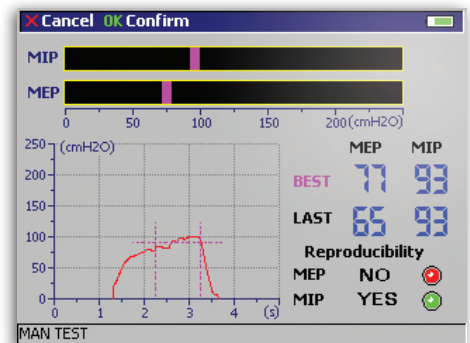 Cancel OK Confirm
MIP
MEP
0 50 100 150 200(cmH2O)
250 (cmH2O)
200
150
100
50
0
0 1 2 3 4 (s)
MEP MIP
BEST 77 93
LAST 65 93
Reproducibility
MEP NO
MIP YES
MAN TEST